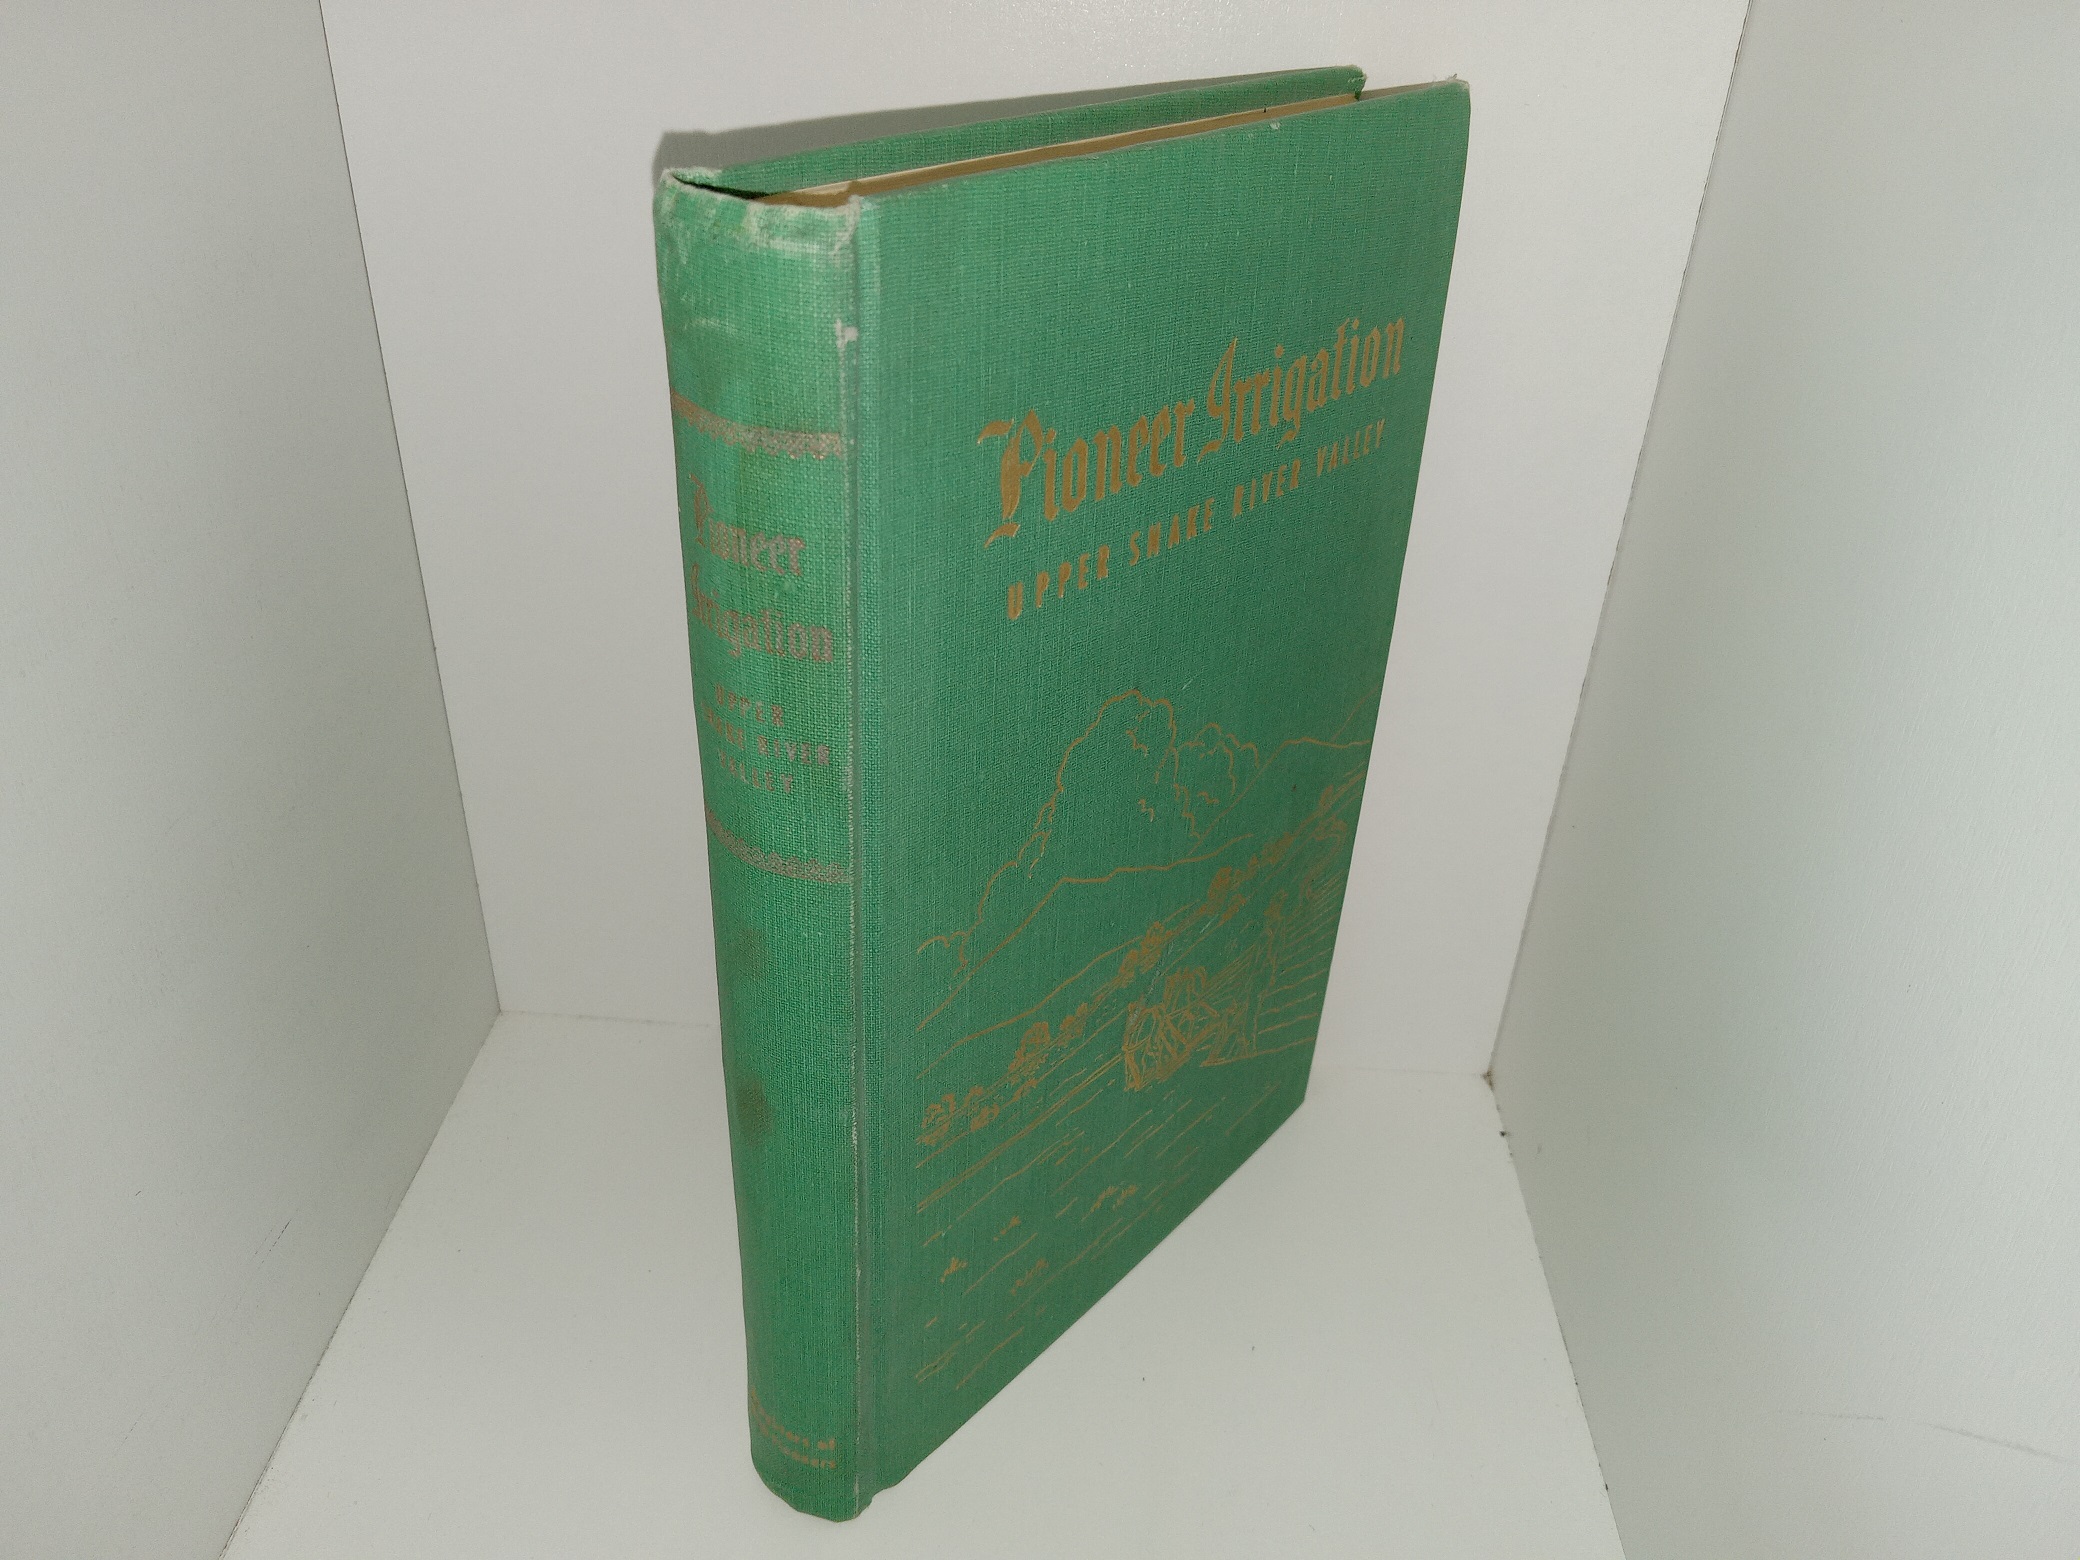 Pioneer
Irrigation
UPPER
SNAKE RIVER
VALLEY
Pioneer Irrigation
UPPER SNAKE RIVER VALLEY